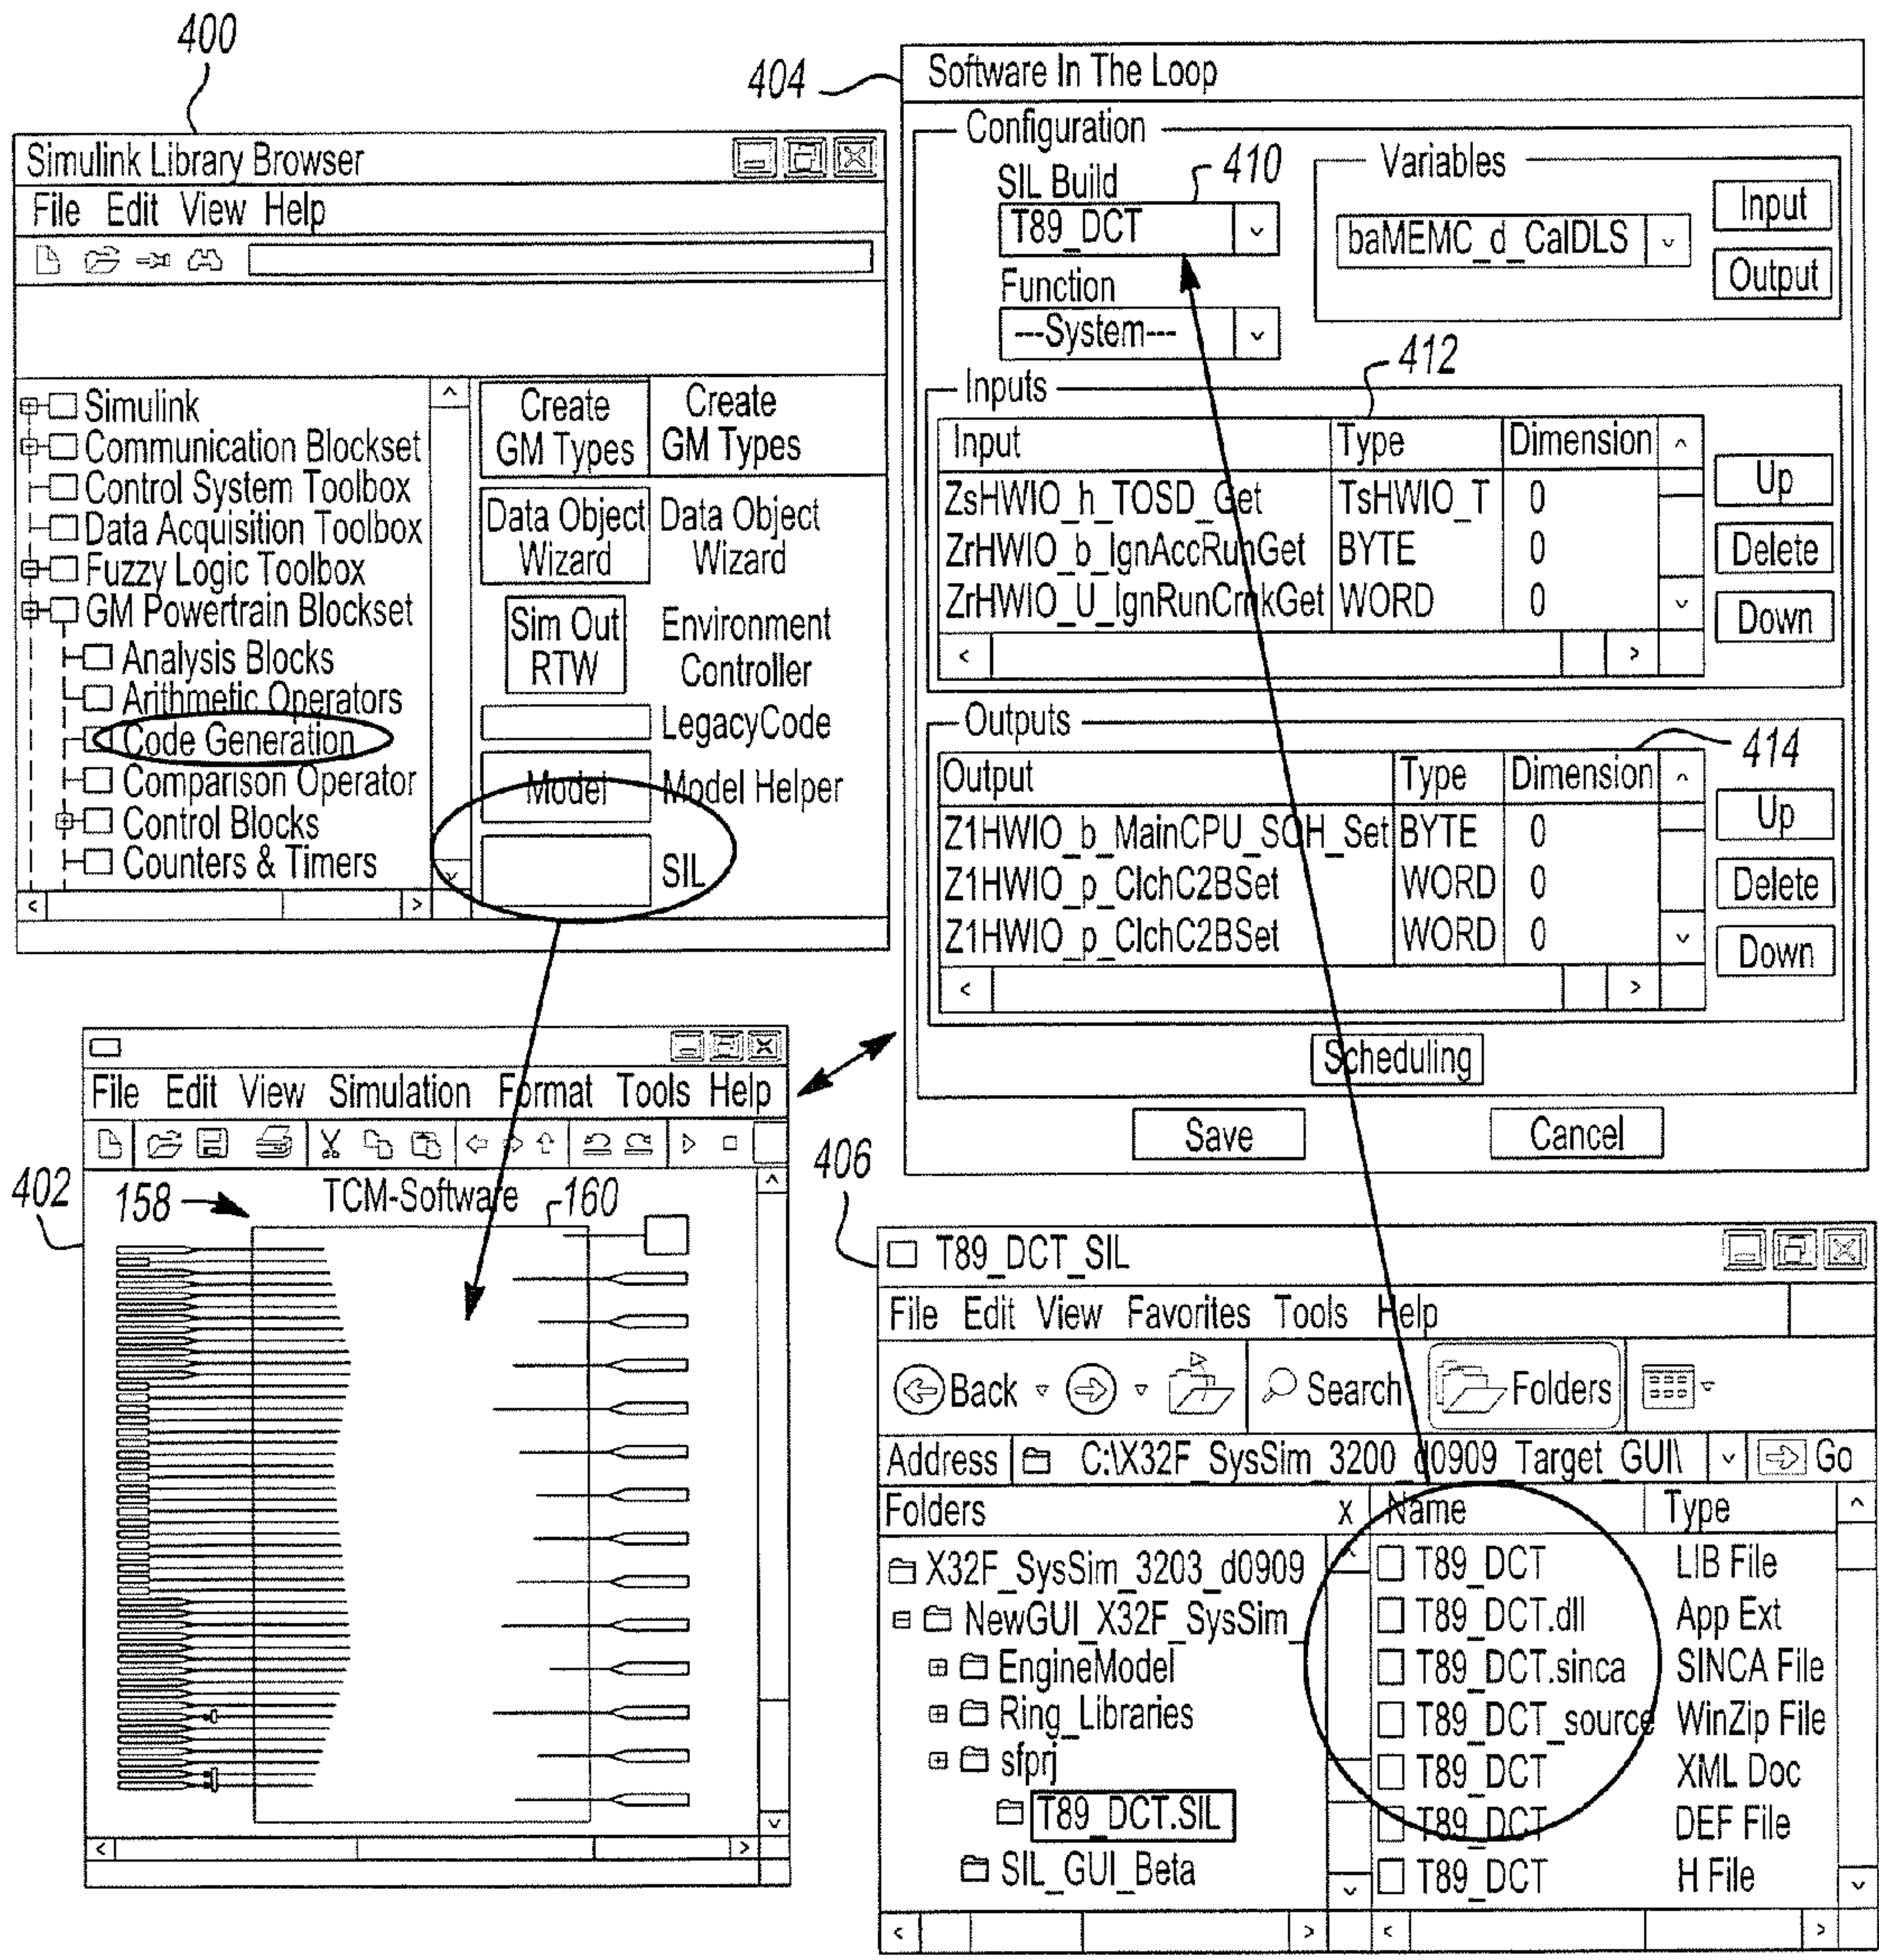 400
Simulink Library Browser
File Edit View Help
Simulink
Communication Blockset
Control System Toolbox
Data Acquisition Toolbox
Fuzzy Logic Toolbox
GM Powertrain Blockset
Analysis Blocks
Arithmetic Operators
Code Generation
Comparison Operator
Control Blocks
Counters & Timers
Create
GM Types
Create
GM Types
Data Object
Wizard
Data Object
Wizard
Sim Out
RTW
Environment
Controller
LegacyCode
Model
Model Helper
SIL
404
Software In The Loop
Configuration
SIL Build
410
T89_DCT
Function
---System---
Variables
baMEMC_d_CalDLS
Input
Output
412
Inputs
Input Type Dimension
ZsHWIO_h_TOSD_Get TsHWIO_T 0
ZrHWIO_b_IgnAccRunGet BYTE 0
ZrHWIO_U_IgnRunCrnkGet WORD 0
Up
Delete
Down
Outputs
414
Output Type Dimension
Z1HWIO_b_MainCPU_SOH_Set BYTE 0
Z1HWIO_p_ClchC2BSet WORD 0
Z1HWIO_p_ClchC2BSet WORD 0
Up
Delete
Down
Scheduling
Save Cancel
402
File Edit View Simulation Format Tools Help
158 TCM-Software 160
406
T89_DCT_SIL
File Edit View Favorites Tools Help
Back Search Folders
Address C:\X32F_SysSim_3200_d0909_Target_GUI\ Go
Folders x
X32F_SysSim_3203_d0909
NewGUI_X32F_SysSim_
EngineModel
Ring_Libraries
sfprj
T89_DCT.SIL
SIL_GUI_Beta
Name Type
T89_DCT LIB File
T89_DCT.dll App Ext
T89_DCT.sinca SINCA File
T89_DCT_source WinZip File
T89_DCT XML Doc
T89_DCT DEF File
T89_DCT H File